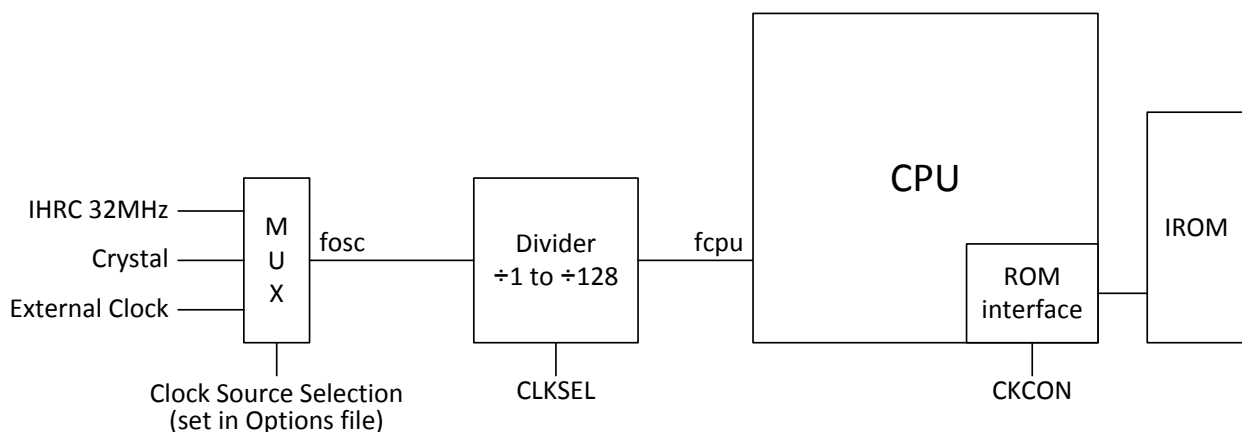 IHRC 32MHz
Crystal
External Clock
M
U
X
fosc
Clock Source Selection
(set in Options file)
Divider
÷1 to ÷128
CLKSEL
fcpu
CPU
ROM
interface
CKCON
IROM